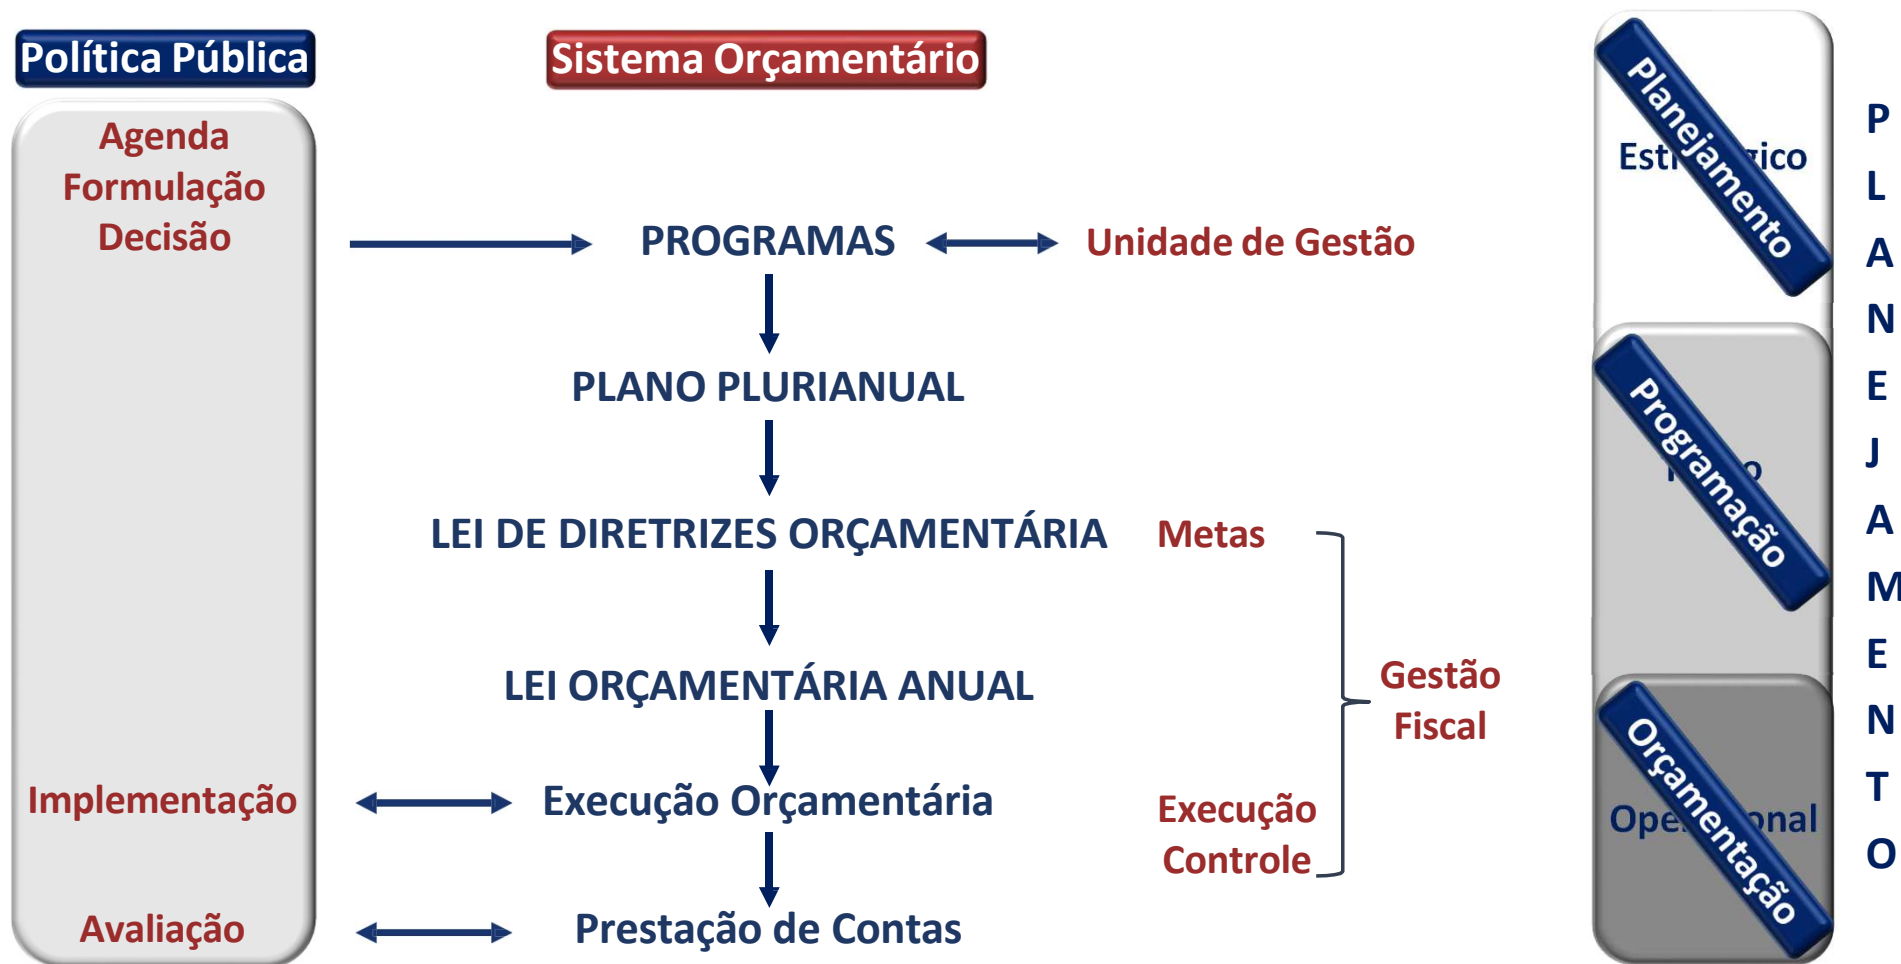 Política Pública
Agenda
Formulação
Decisão
Implementação
Avaliação
Sistema Orçamentário
PROGRAMAS
Unidade de Gestão
PLANO PLURIANUAL
LEI DE DIRETRIZES ORÇAMENTÁRIA
Metas
LEI ORÇAMENTÁRIA ANUAL
Gestão
Fiscal
Execução Orçamentária
Execução
Controle
Prestação de Contas
Planejamento
Programação
Orçamentação
P
L
A
N
E
J
A
M
E
N
T
O